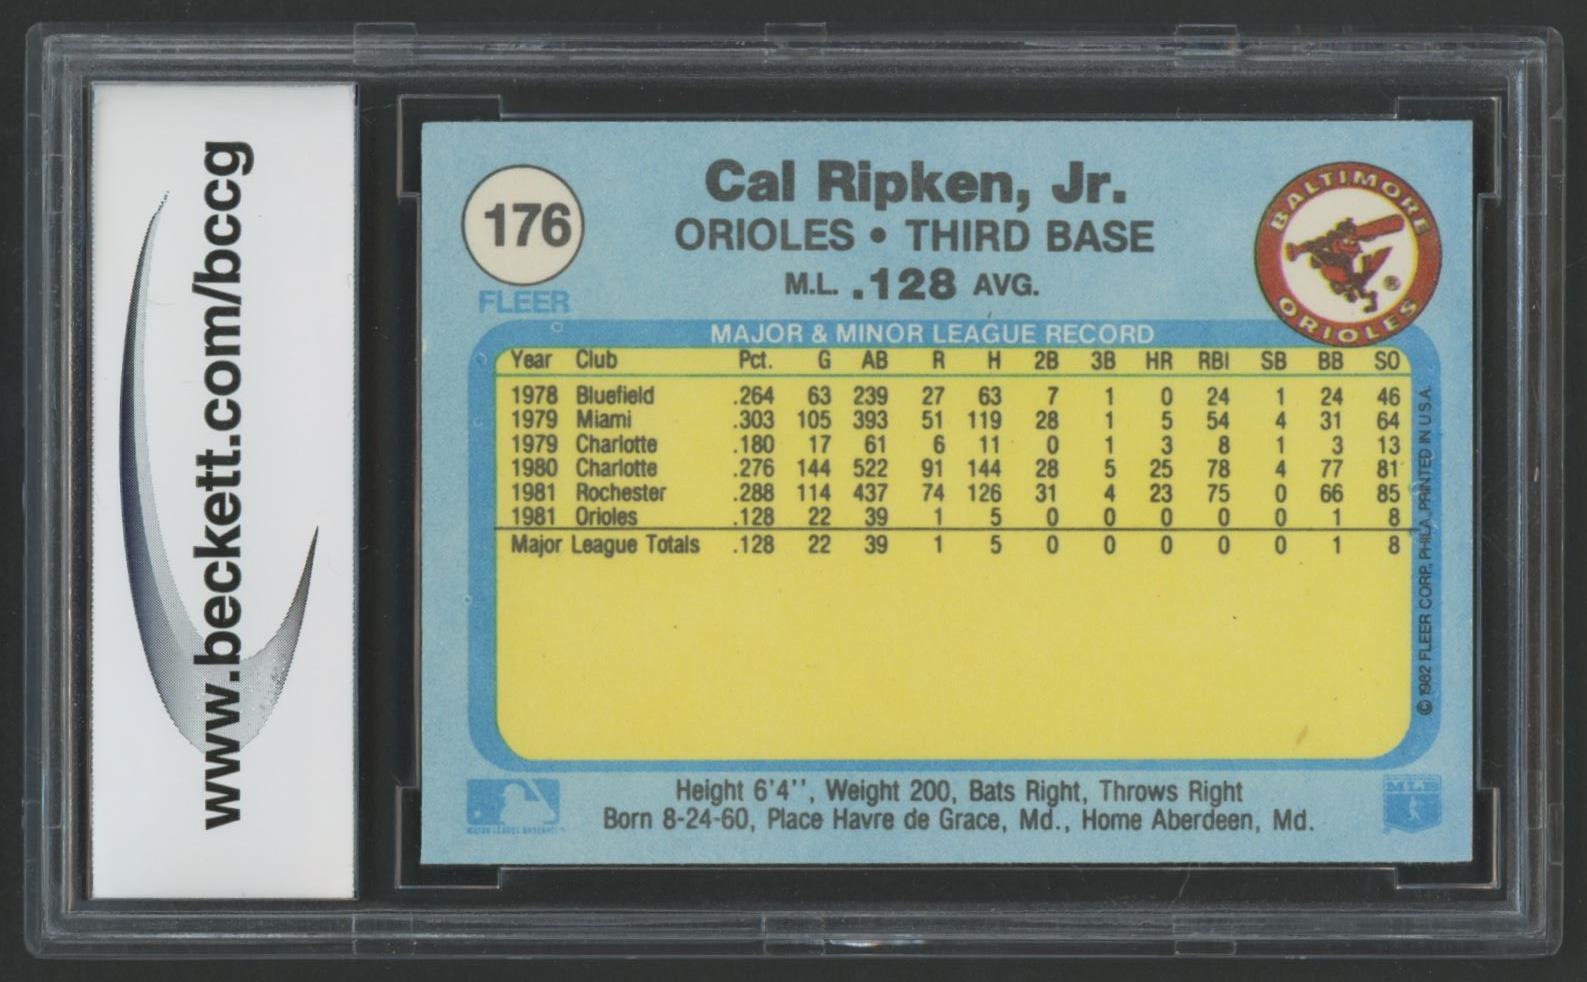 www.beckett.com/bccg
176
FLEER
Cal Ripken, Jr.
ORIOLES • THIRD BASE
M.L. .128 AVG.
BALTIMORE
ORIOLES
®
MAJOR & MINOR LEAGUE RECORD
Year Club Pct. G AB R H 2B 3B HR RBI SB BB SO
1978 Bluefield .264 63 239 27 63 7 1 0 24 1 24 46
1979 Miami .303 105 393 51 119 28 1 5 54 4 31 64
1979 Charlotte .180 17 61 6 11 0 1 3 8 1 3 13
1980 Charlotte .276 144 522 91 144 28 5 25 78 4 77 81
1981 Rochester .288 114 437 74 126 31 4 23 75 0 66 85
1981 Orioles .128 22 39 1 5 0 0 0 0 0 1 8
Major League Totals .128 22 39 1 5 0 0 0 0 0 1 8
© 1982 FLEER CORP., PHILA. PRINTED IN U.S.A.
Height 6'4'', Weight 200, Bats Right, Throws Right
Born 8-24-60, Place Havre de Grace, Md., Home Aberdeen, Md.
MAJOR LEAGUE BASEBALL
MLB